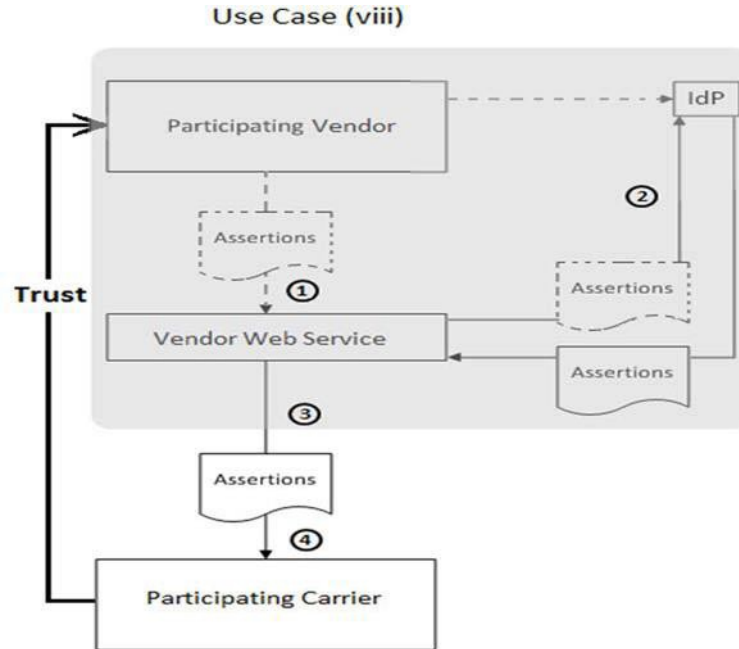 Use Case (viii)
Participating Vendor
IdP
②
Assertions
①
Assertions
Trust
Vendor Web Service
Assertions
③
Assertions
④
Participating Carrier